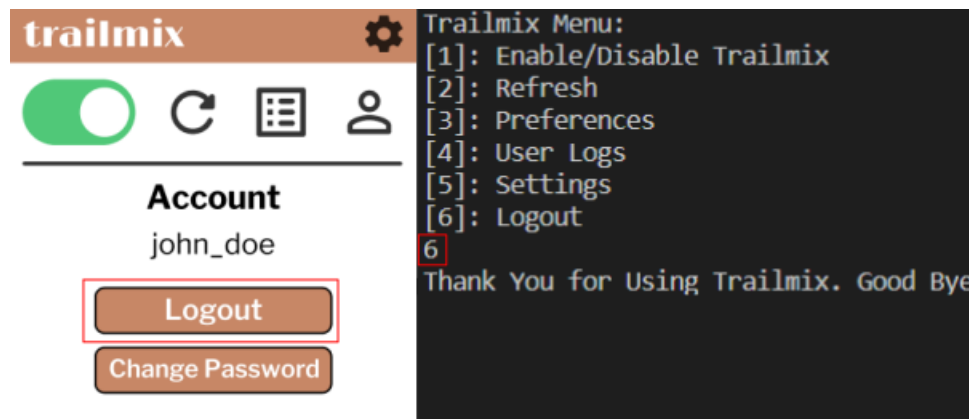 trailmix
Account
john_doe
Logout
Change Password
Trailmix Menu:
[1]: Enable/Disable Trailmix
[2]: Refresh
[3]: Preferences
[4]: User Logs
[5]: Settings
[6]: Logout
6
Thank You for Using Trailmix. Good Bye